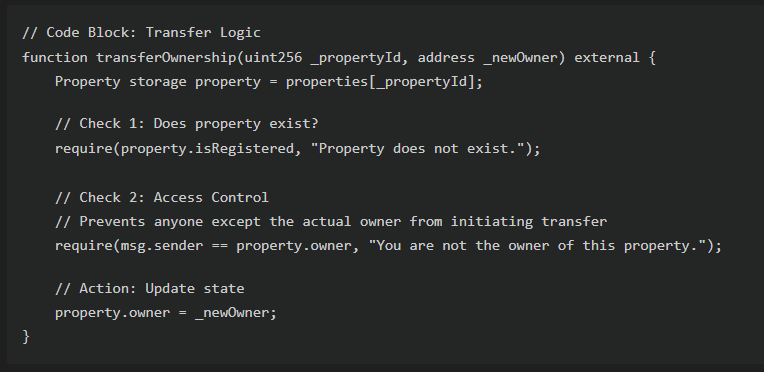 // Code Block: Transfer Logic
function transferOwnership(uint256 _propertyId, address _newOwner) external {
    Property storage property = properties[_propertyId];
    // Check 1: Does property exist?
    require(property.isRegistered, "Property does not exist.");
    // Check 2: Access Control
    // Prevents anyone except the actual owner from initiating transfer
    require(msg.sender == property.owner, "You are not the owner of this property.");
    // Action: Update state
    property.owner = _newOwner;
}